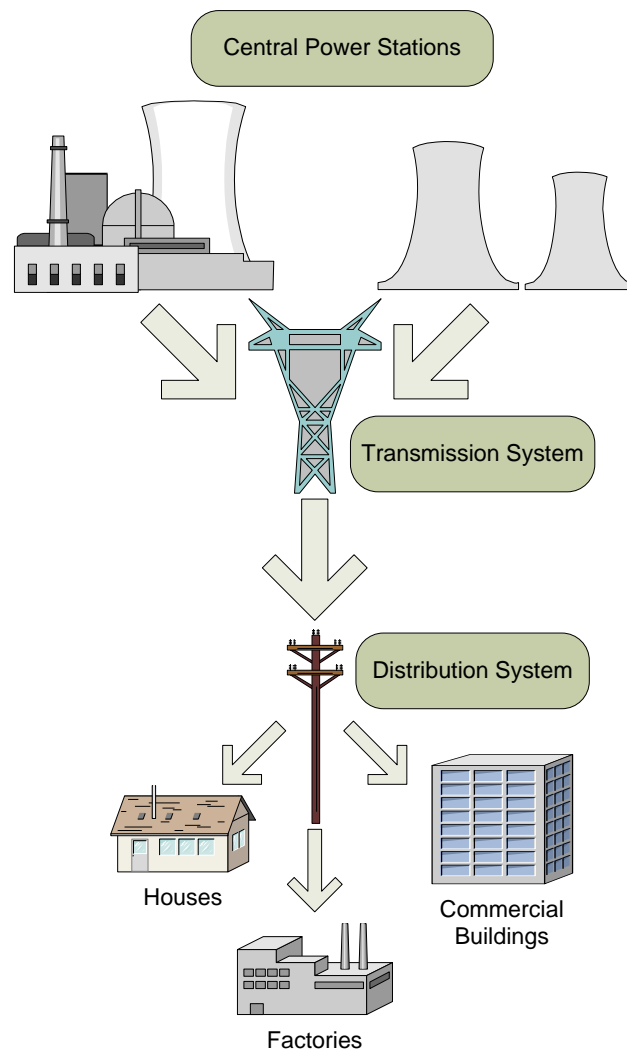 Central Power Stations
Transmission System
Distribution System
Houses
Commercial
Buildings
Factories